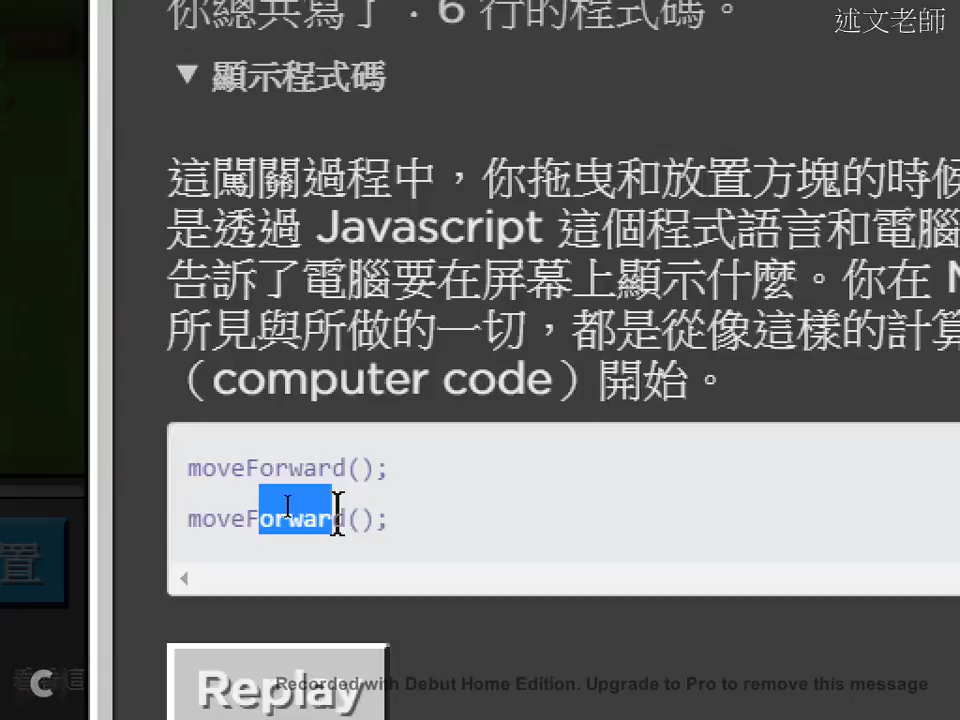 你總共寫了：6 行的程式碼。
述文老師
▼ 顯示程式碼
這闖關過程中，你拖曳和放置方塊的時候
是透過 Javascript 這個程式語言和電腦
告訴了電腦要在屏幕上顯示什麼。你在
所見與所做的一切，都是從像這樣的計算
（computer code）開始。
moveForward();
moveForward();
置
Replay
Recorded with Debut Home Edition. Upgrade to Pro to remove this message